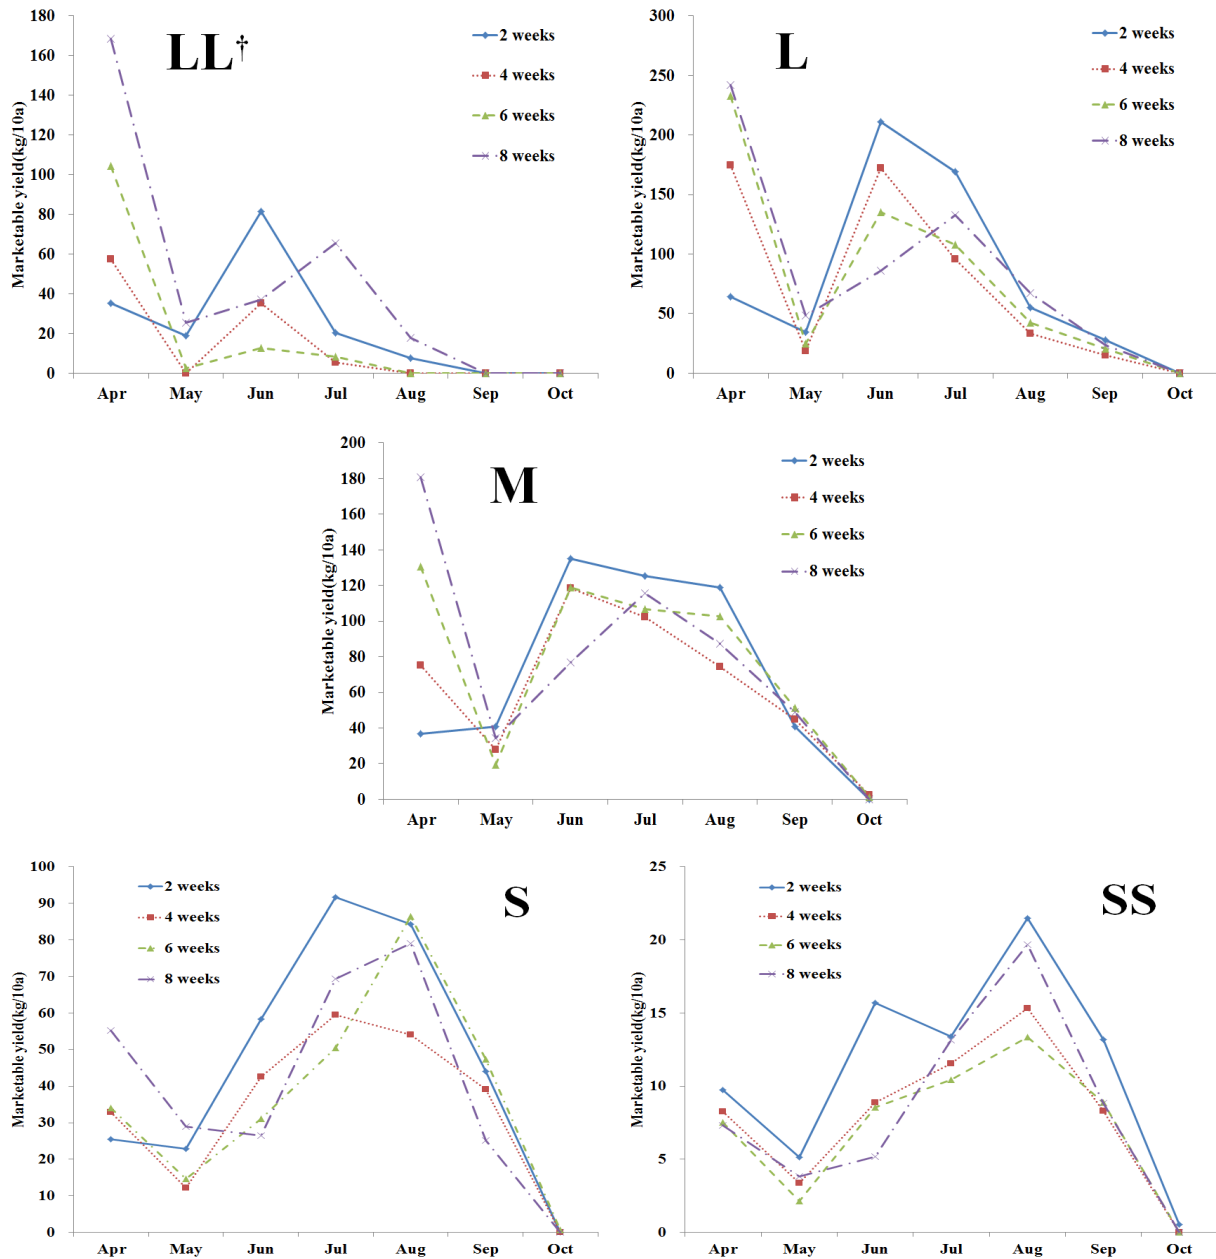 LL†
Marketable yield(kg/10a)
180
160
140
120
100
80
60
40
20
0
Apr May Jun Jul Aug Sep Oct
2 weeks
4 weeks
6 weeks
8 weeks
L
Marketable yield(kg/10a)
300
250
200
150
100
50
0
Apr May Jun Jul Aug Sep Oct
2 weeks
4 weeks
6 weeks
8 weeks
M
Marketable yield(kg/10a)
200
180
160
140
120
100
80
60
40
20
0
Apr May Jun Jul Aug Sep Oct
2 weeks
4 weeks
6 weeks
8 weeks
S
Marketable yield(kg/10a)
100
90
80
70
60
50
40
30
20
10
0
Apr May Jun Jul Aug Sep Oct
2 weeks
4 weeks
6 weeks
8 weeks
SS
Marketable yield(kg/10a)
25
20
15
10
5
0
Apr May Jun Jul Aug Sep Oct
2 weeks
4 weeks
6 weeks
8 weeks